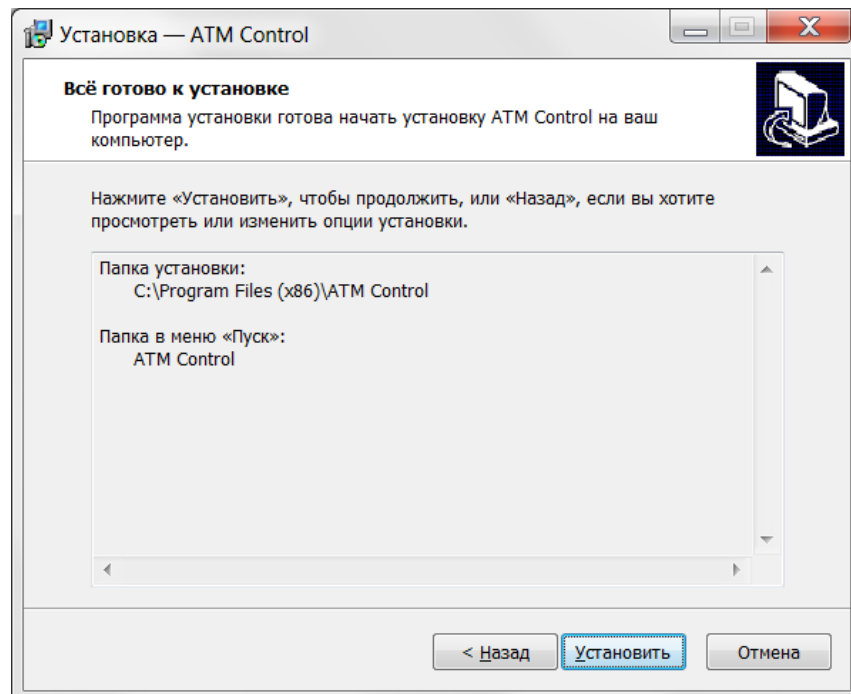 Установка — ATM Control
Всё готово к установке
Программа установки готова начать установку ATM Control на ваш
компьютер.
Нажмите «Установить», чтобы продолжить, или «Назад», если вы хотите
просмотреть или изменить опции установки.
Папка установки:
C:\Program Files (x86)\ATM Control
Папка в меню «Пуск»:
ATM Control
< Назад
Установить
Отмена